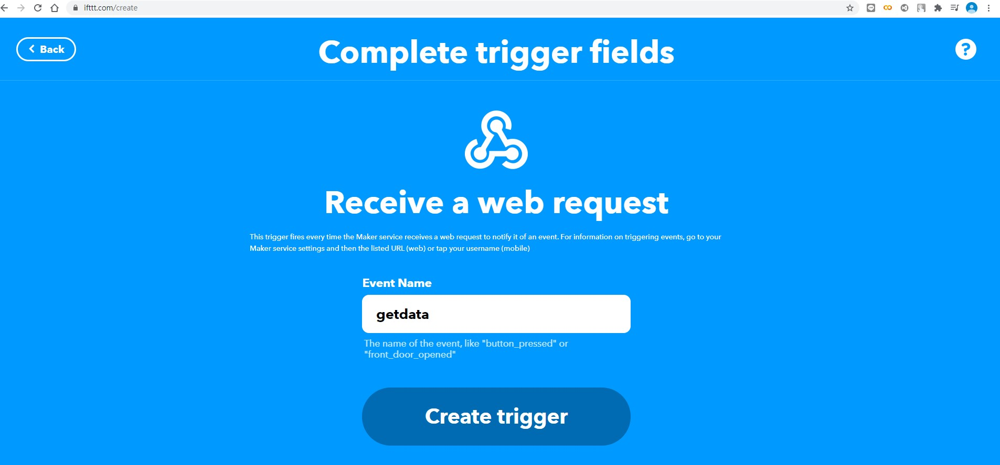 ifttt.com/create
Back
Complete trigger fields
?
Receive a web request
This trigger fires every time the Maker service receives a web request to notify it of an event. For information on triggering events, go to your
Maker service settings and then the listed URL (web) or tap your username (mobile)
Event Name
getdata
The name of the event, like "button_pressed" or
"front_door_opened"
Create trigger